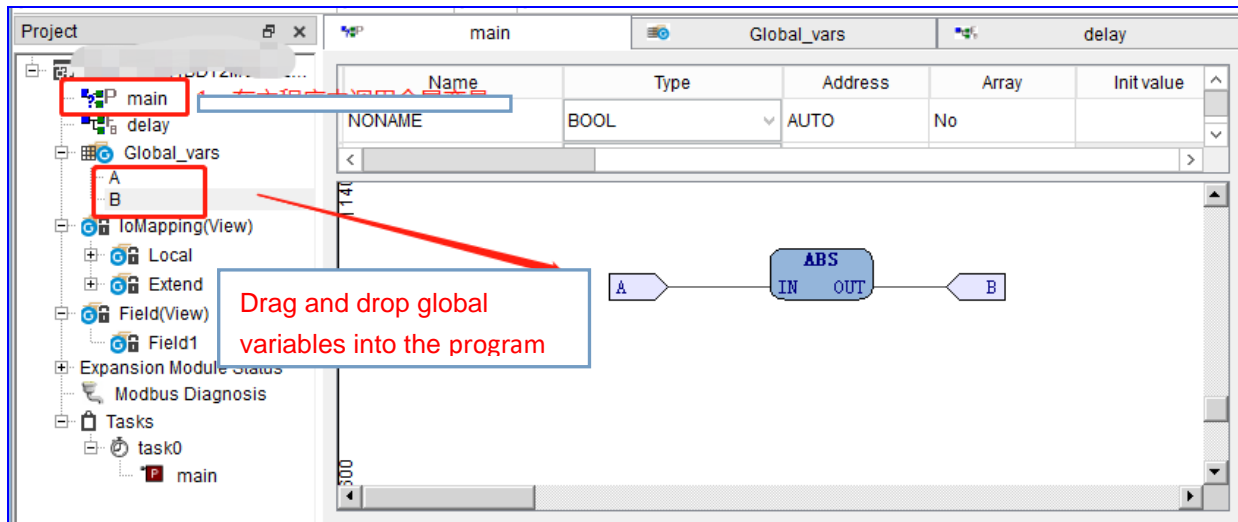 Project
main
Global_vars
delay
main
delay
Global_vars
A
B
IoMapping(View)
Local
Extend
Field(View)
Field1
Expansion Module Status
Modbus Diagnosis
Tasks
task0
main
Name Type Address Array Init value
NONAME BOOL AUTO No
ABS
A IN OUT B
Drag and drop global
variables into the program